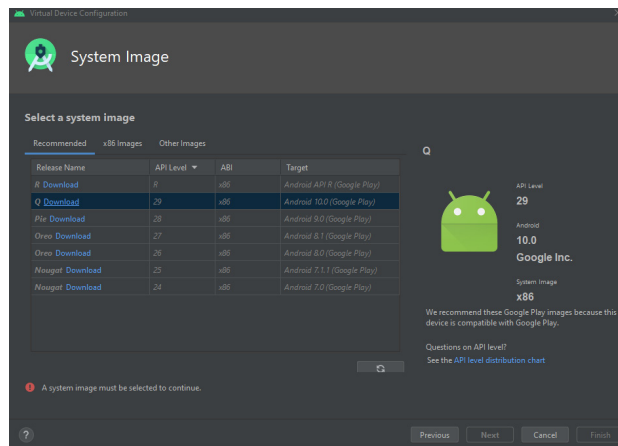 Virtual Device Configuration
System Image
Select a system image
Recommended x86 Images Other Images
Release Name API Level ABI Target
R Download R x86 Android API R (Google Play)
Q Download 29 x86 Android 10.0 (Google Play)
Pie Download 28 x86 Android 9.0 (Google Play)
Oreo Download 27 x86 Android 8.1 (Google Play)
Oreo Download 26 x86 Android 8.0 (Google Play)
Nougat Download 25 x86 Android 7.1.1 (Google Play)
Nougat Download 24 x86 Android 7.0 (Google Play)
A system image must be selected to continue.
Q
API Level
29
Android
10.0
Google Inc.
System Image
x86
We recommend these Google Play images because this
device is compatible with Google Play.
Questions on API level?
See the API level distribution chart
? Previous Next Cancel Finish